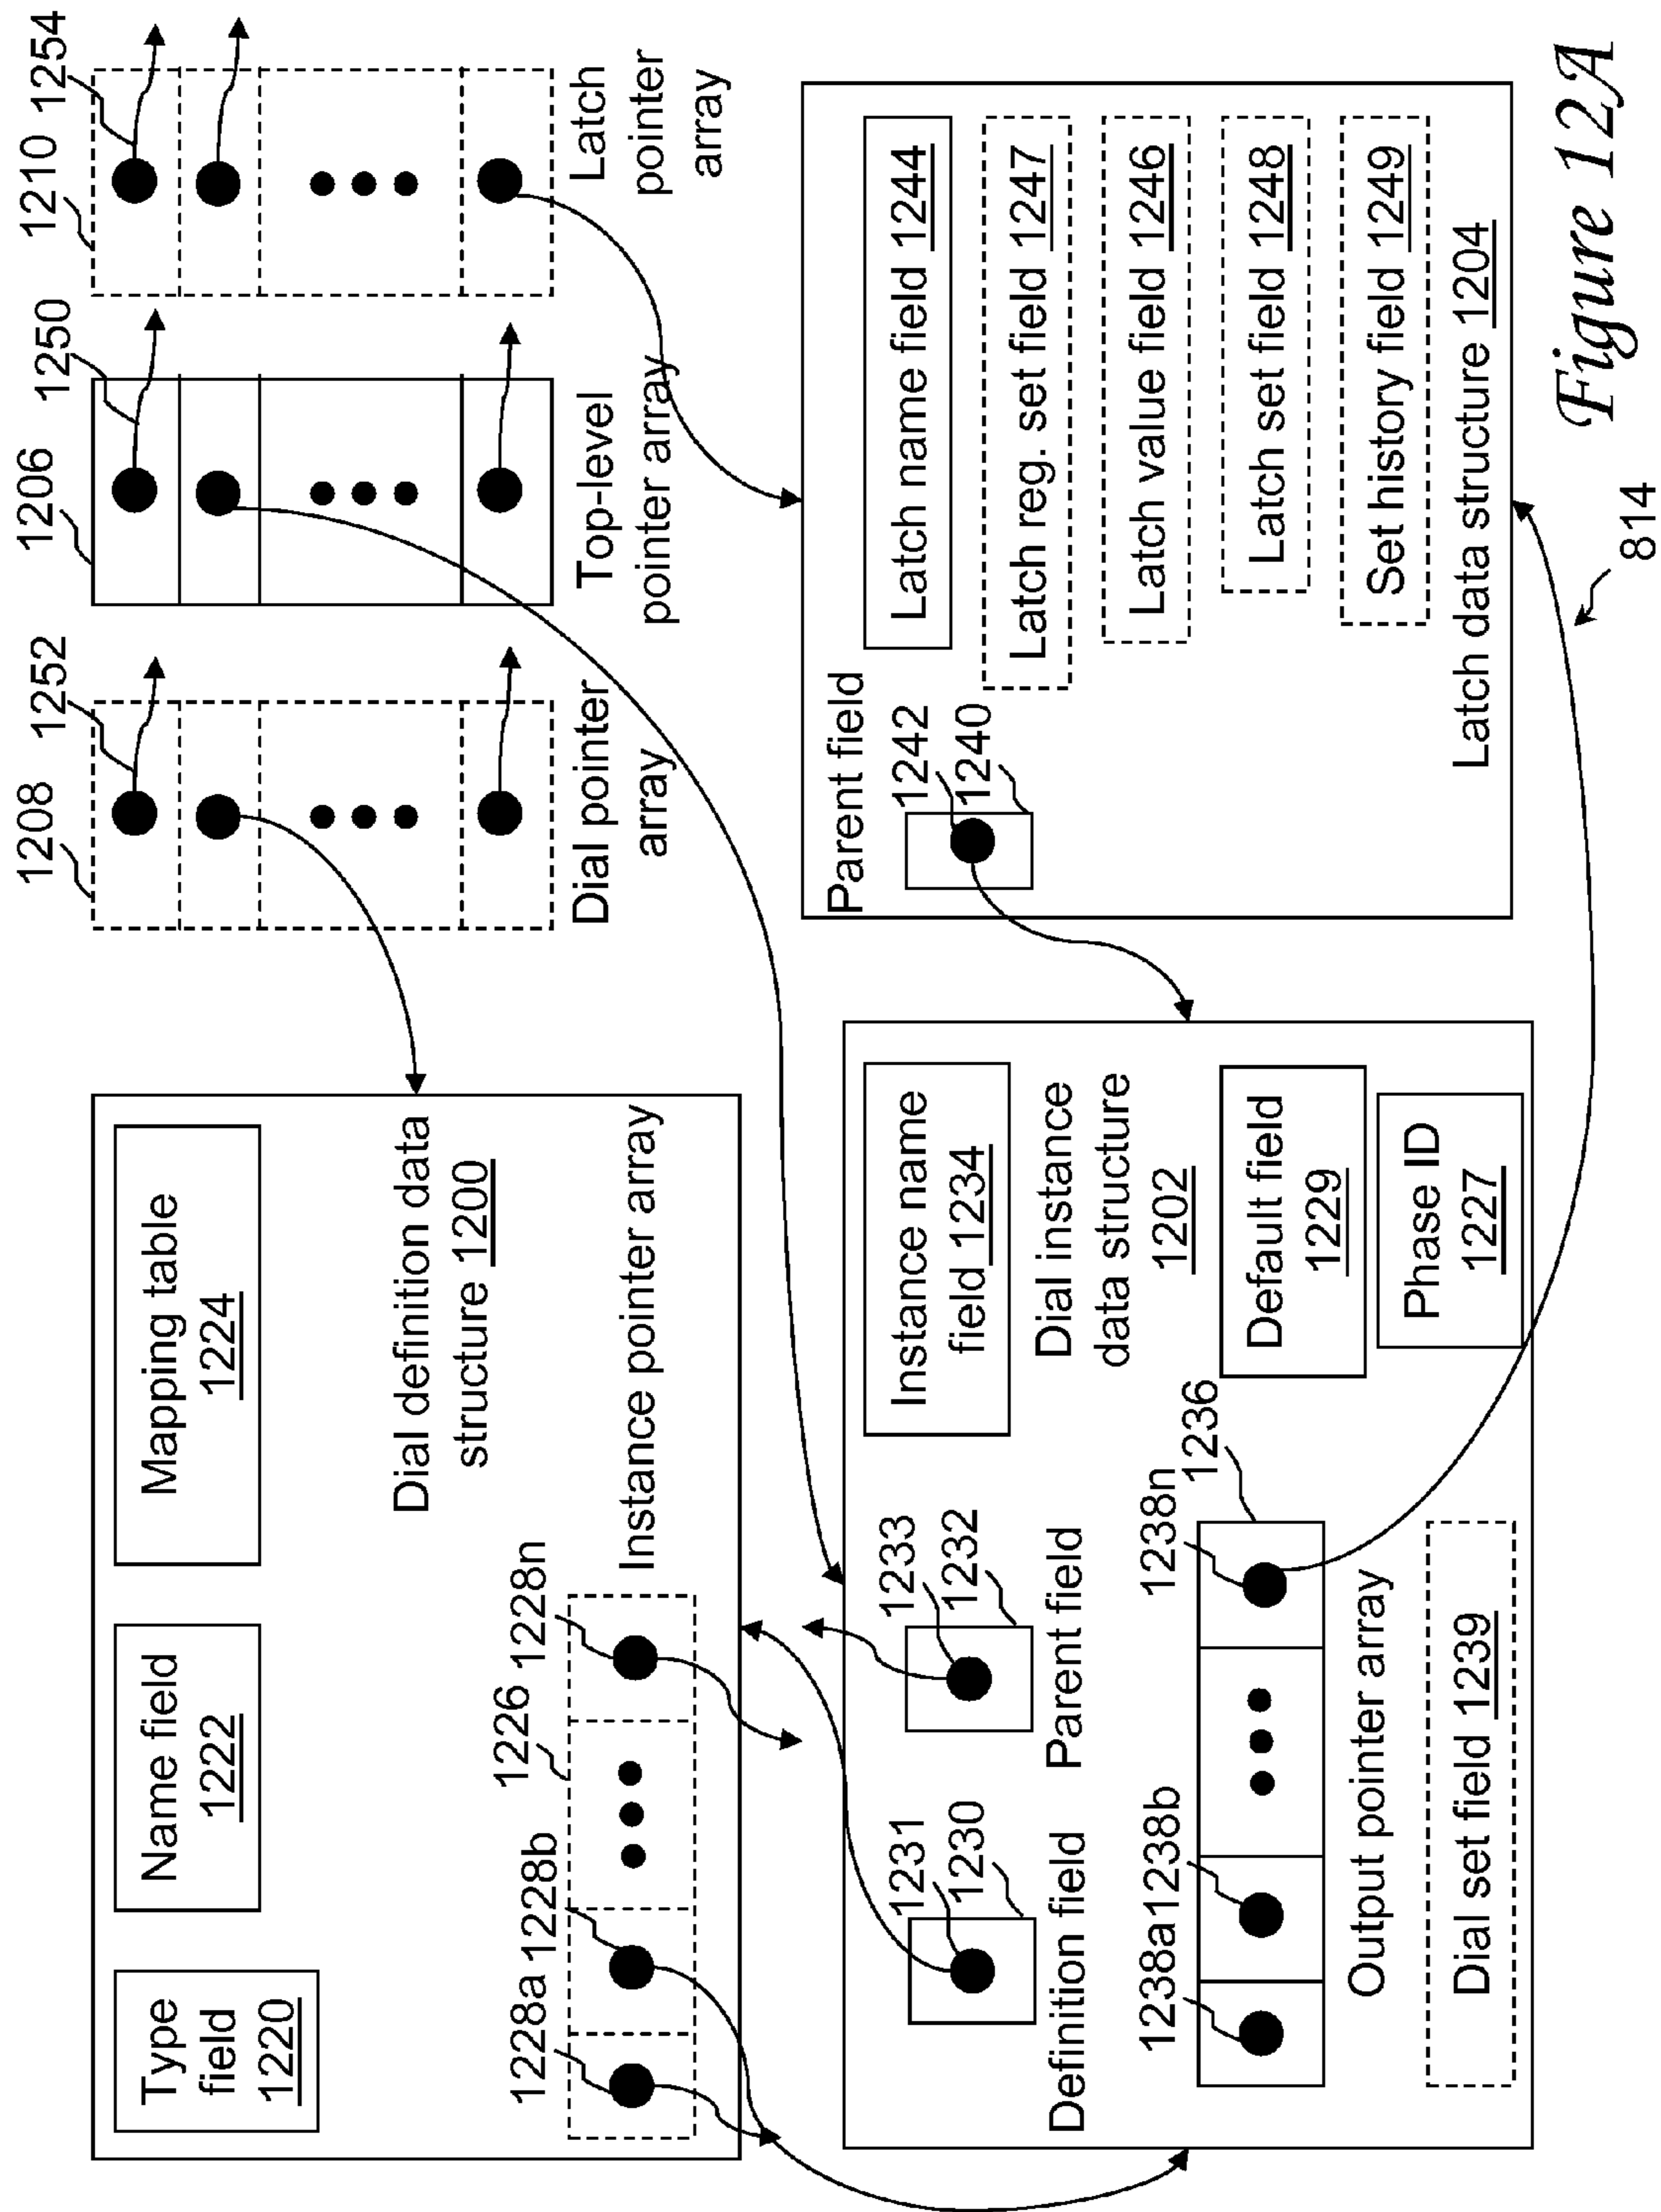 Type
field
1220
Name field
1222
Mapping table
1224
Dial definition data
structure 1200
1228a
1228b
1226
1228n
Instance pointer array
1208
1252
Dial pointer
array
1206
1250
Top-level
pointer array
1210
1254
Latch
pointer
array
1231
1230
Definition field
1233
1232
Parent field
Instance name
field 1234
Dial instance
data structure
1202
1238a
1238b
1238n
1236
Output pointer array
Default field
1229
Dial set field 1239
Phase ID
1227
Parent field
1242
1240
Latch name field 1244
Latch reg. set field 1247
Latch value field 1246
Latch set field 1248
Set history field 1249
Latch data structure 1204
814
Figure 12A